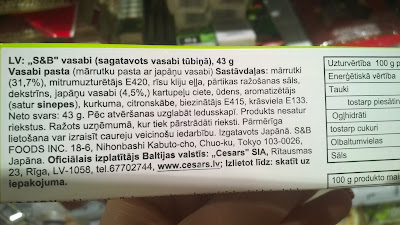 LV: „S&B" vasabi (sagatavots vasabi tūbiņā), 43 g
Vasabi pasta (mārrutku pasta ar japāņu vasabi) Sastāvdaļas: mārrutki
(31,7%), mitrumuzturētājs E420, rīsu kliju eļļa, pārtikas ražošanas sāls,
dekstrīns, japāņu vasabi (4,5%), kartupeļu ciete, ūdens, aromatizētājs
(satur sinepes), kurkuma, citronskābe, biezinātājs E415, krāsviela E133.
Neto svars: 43 g. Pēc atvēršanas uzglabāt ledusskapī. Produkts nesatur
riekstus. Ražots uzņēmumā, kur tiek pārstrādāti rieksti. Pārmērīga
lietošana var izraisīt caureju veicinošu iedarbību. Izgatavots Japānā. S&B
FOODS INC. 18-6, Nihonbashi Kabuto-cho, Chuo-ku, Tokyo 103-0026,
Japāna. Oficiālais izplatītājs Baltijas valstīs: „Cesars" SIA, Rītausmas
23, Rīga, LV-1058, tel.67702744, www.cesars.lv; Izlietot līdz: skatīt uz
iepakojuma.
Uzturvērtība 100 g
Enerģētiskā vērtība
Tauki
tostarp piesātin
Ogļhidrāti
tostarp cukuri
Olbaltumvielas
Sāls
100 g produkto mai